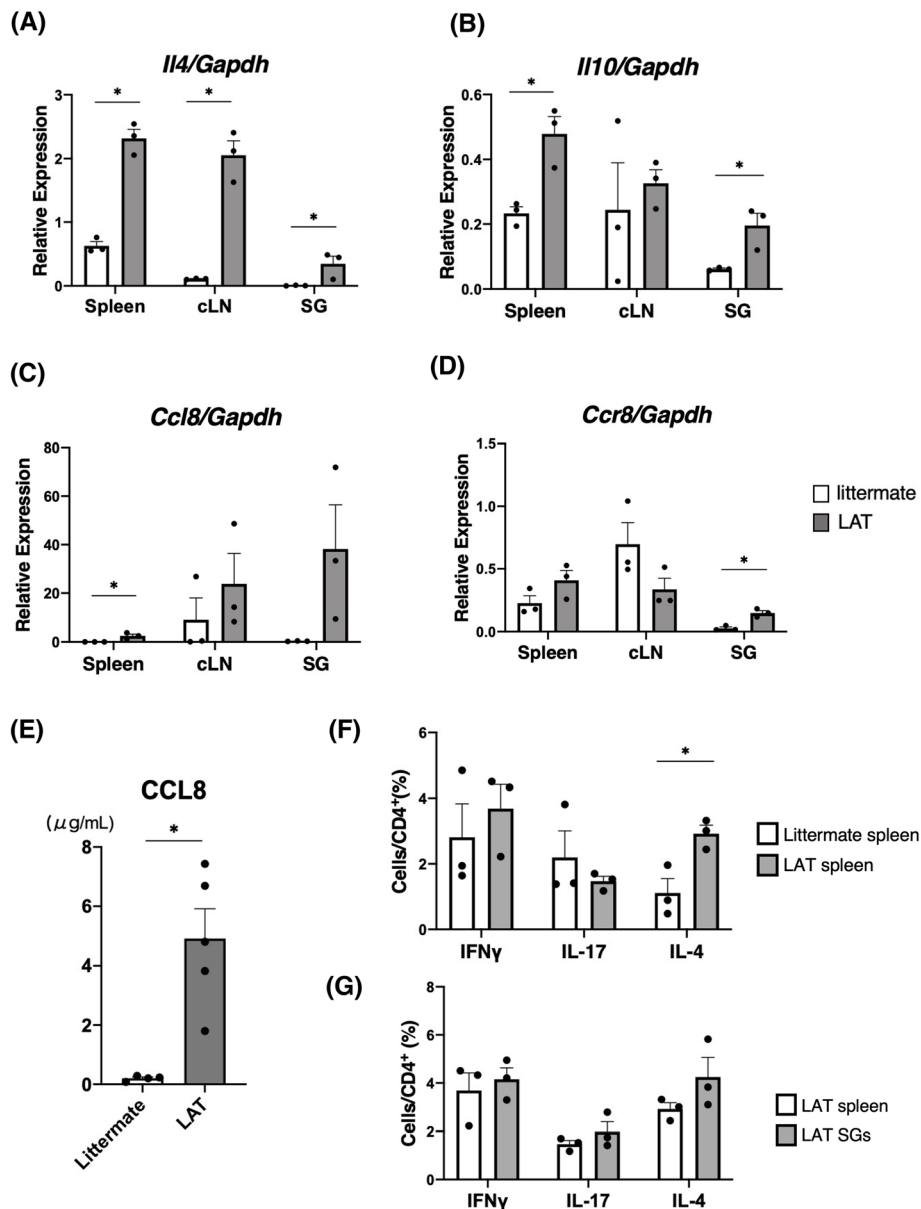 (A)
Il4/Gapdh
Relative Expression
3
2
1
0
* * *
Spleen cLN SG
(B)
Il10/Gapdh
Relative Expression
0.6
0.4
0.2
0.0
* *
Spleen cLN SG
(C)
Ccl8/Gapdh
Relative Expression
80
60
40
20
0
*
Spleen cLN SG
(D)
Ccr8/Gapdh
Relative Expression
1.5
1.0
0.5
0.0
*
Spleen cLN SG
littermate
LAT
(E)
CCL8
(μg/mL)
*
8
6
4
2
0
Littermate
LAT
(F)
Cells/CD4+(%)
6
4
2
0
*
IFNγ IL-17 IL-4
Littermate spleen
LAT spleen
(G)
Cells/CD4+ (%)
8
6
4
2
0
IFNγ IL-17 IL-4
LAT spleen
LAT SGs